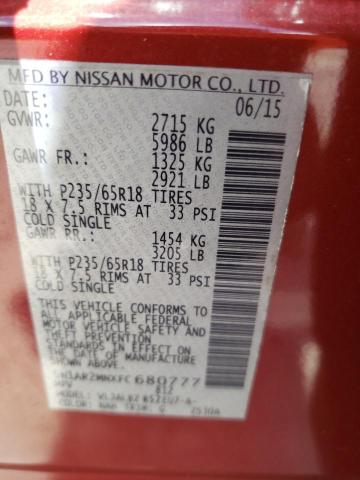 MFD BY NISSAN MOTOR CO., LTD.
DATE: 06/15
GVWR: 2715 KG
5986 LB
GAWR FR.: 1325 KG
2921 LB
WITH P235/65R18 TIRES
18 X 7.5 RIMS AT 33 PSI
COLD SINGLE
GAWR RR.: 1454 KG
3205 LB
WITH P235/65R18 TIRES
18 X 7.5 RIMS AT 33 PSI
COLD SINGLE
THIS VEHICLE CONFORMS TO
ALL APPLICABLE FEDERAL
MOTOR VEHICLE SAFETY AND
THEFT PREVENTION
STANDARDS IN EFFECT ON
THE DATE OF MANUFACTURE
SHOWN ABOVE.
680777
MPV
MODEL:
COLOR: TRIM: G